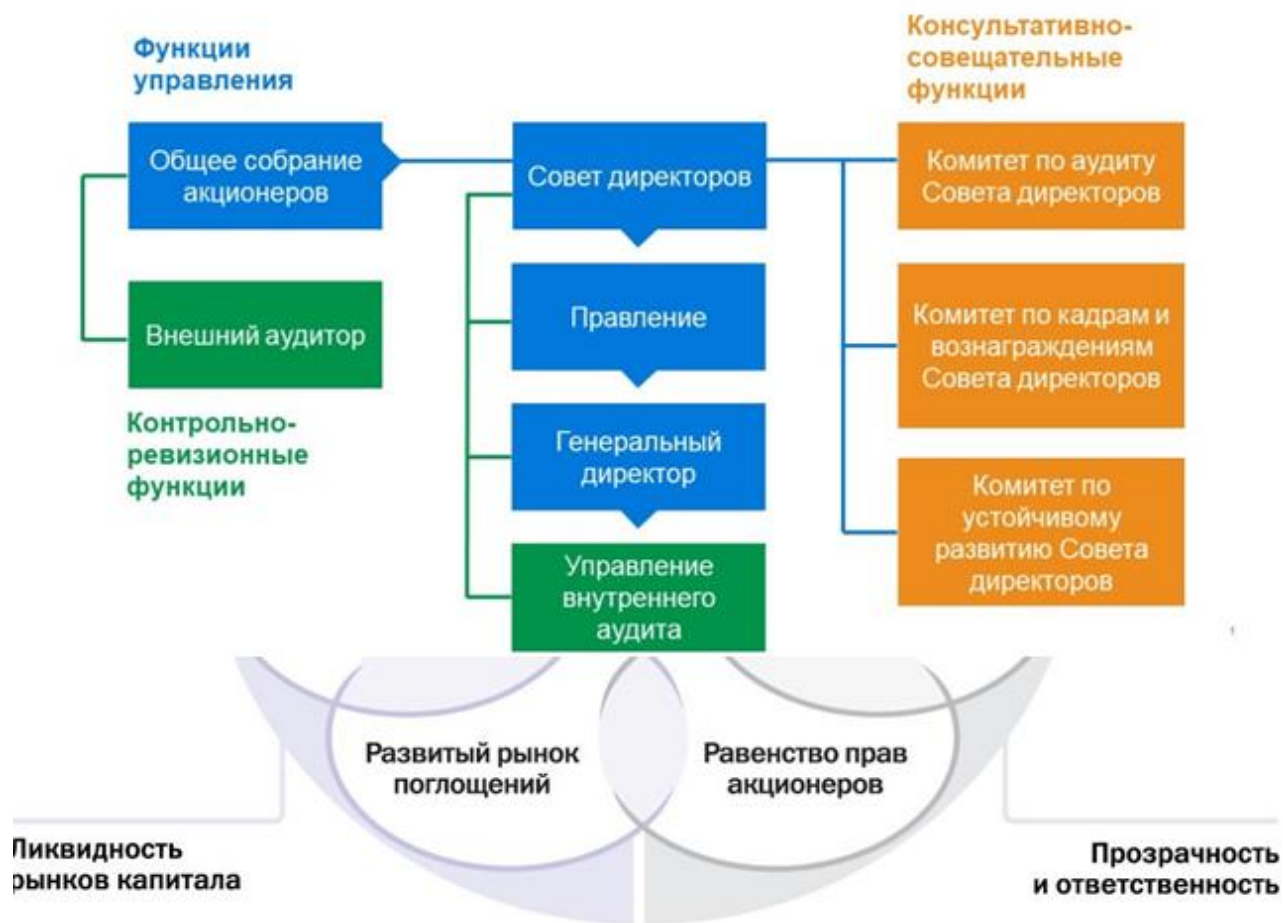 Функции
управления
Консультативно-
совещательные
функции
Общее собрание
акционеров
Совет директоров
Комитет по аудиту
Совета директоров
Внешний аудитор
Правление
Комитет по кадрам и
вознаграждениям
Совета директоров
Контрольно-
ревизионные
функции
Генеральный
директор
Комитет по
устойчивому
развитию Совета
директоров
Управление
внутреннего
аудита
Развитый рынок
поглощений
Равенство прав
акционеров
Ликвидность
рынков капитала
Прозрачность
и ответственность